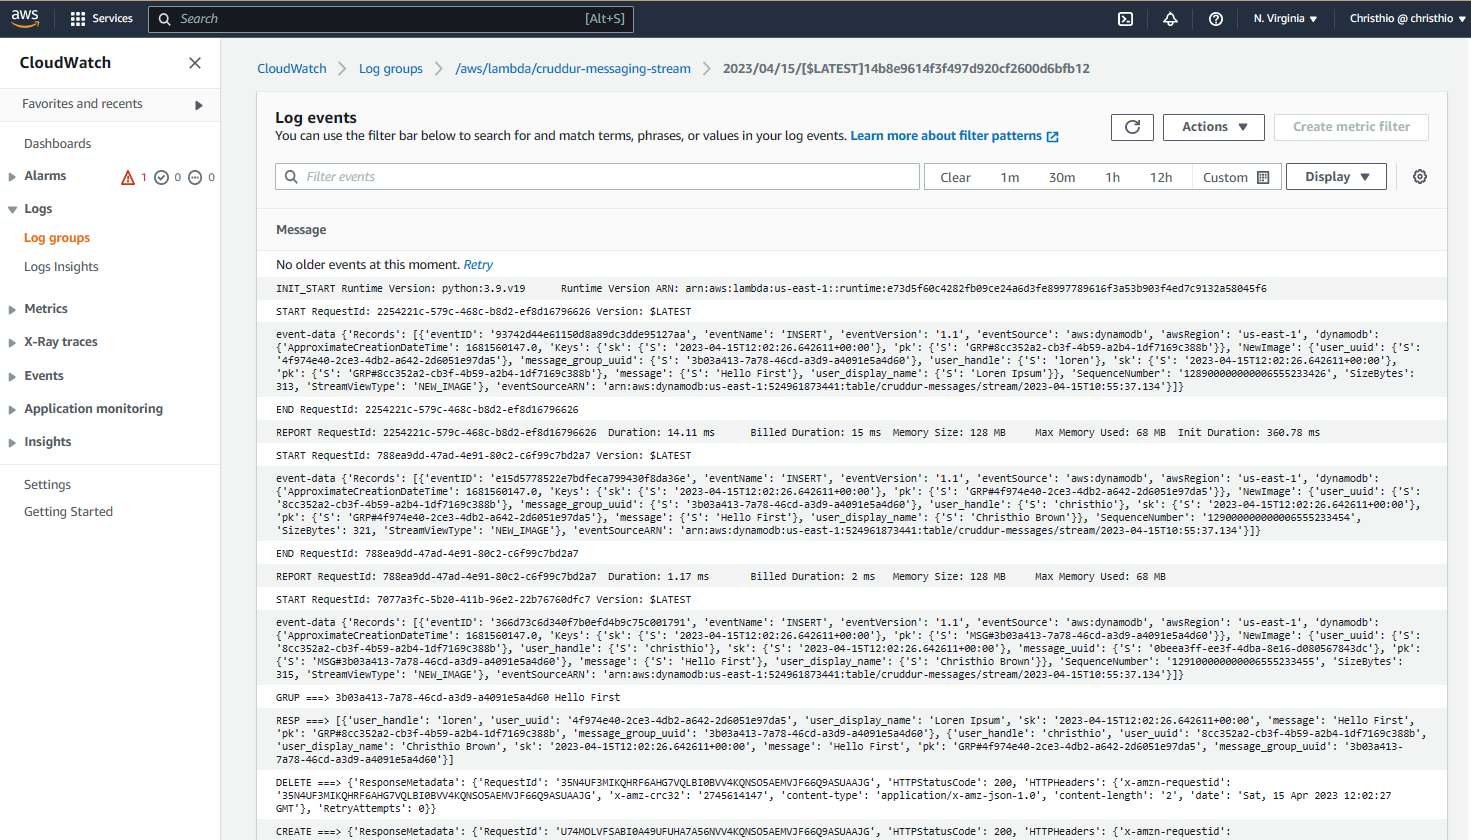 aws
Services
Search
[Alt+S]
N. Virginia
Christhio @ christhio
CloudWatch
Favorites and recents
Dashboards
Alarms
1
0
0
Logs
Log groups
Logs Insights
Metrics
X-Ray traces
Events
Application monitoring
Insights
Settings
Getting Started
CloudWatch
Log groups
/aws/lambda/cruddur-messaging-stream
2023/04/15/[$LATEST]14b8e9614f3f497d920cf2600d6bfb12
Log events
You can use the filter bar below to search for and match terms, phrases, or values in your log events. Learn more about filter patterns
Actions
Create metric filter
Filter events
Clear
1m
30m
1h
12h
Custom
Display
Message
No older events at this moment. Retry
INIT_START Runtime Version: python:3.9.v19 Runtime Version ARN: arn:aws:lambda:us-east-1::runtime:e73d5f60c4282fb09ce24a6d3fe8997789616f3a53b903f4ed7c9132a58045f6
START RequestId: 2254221c-579c-468c-b8d2-ef8d16796626 Version: $LATEST
event-data {'Records': [{'eventID': '93742d44e61150d8a89dc3dde95127aa', 'eventName': 'INSERT', 'eventVersion': '1.1', 'eventSource': 'aws:dynamodb', 'awsRegion': 'us-east-1', 'dynamodb':
{'ApproximateCreationDateTime': 1681560147.0, 'Keys': {'sk': {'S': '2023-04-15T12:02:26.642611+00:00'}, 'pk': {'S': 'GRP#8cc352a2-cb3f-4b59-a2b4-1df7169c388b'}}, 'NewImage': {'user_uuid': {'S':
'4f974e40-2ce3-4db2-a642-2d6051e97da5'}, 'message_group_uuid': {'S': '3b03a413-7a78-46cd-a3d9-a4091e5a4d60'}, 'user_handle': {'S': 'loren'}, 'sk': {'S': '2023-04-15T12:02:26.642611+00:00'},
'pk': {'S': 'GRP#8cc352a2-cb3f-4b59-a2b4-1df7169c388b'}, 'message': {'S': 'Hello First'}, 'user_display_name': {'S': 'Loren Ipsum'}}, 'SequenceNumber': '128900000000006555233426', 'SizeBytes':
313, 'StreamViewType': 'NEW_IMAGE'}, 'eventSourceARN': 'arn:aws:dynamodb:us-east-1:524961873441:table/cruddur-messages/stream/2023-04-15T10:55:37.134'}]}
END RequestId: 2254221c-579c-468c-b8d2-ef8d16796626
REPORT RequestId: 2254221c-579c-468c-b8d2-ef8d16796626 Duration: 14.11 ms Billed Duration: 15 ms Memory Size: 128 MB Max Memory Used: 68 MB Init Duration: 360.78 ms
START RequestId: 788ea9dd-47ad-4e91-80c2-c6f99c7bd2a7 Version: $LATEST
event-data {'Records': [{'eventID': 'e15d5778522e7bdfeca799430f8da36e', 'eventName': 'INSERT', 'eventVersion': '1.1', 'eventSource': 'aws:dynamodb', 'awsRegion': 'us-east-1', 'dynamodb':
{'ApproximateCreationDateTime': 1681560147.0, 'Keys': {'sk': {'S': '2023-04-15T12:02:26.642611+00:00'}, 'pk': {'S': 'GRP#4f974e40-2ce3-4db2-a642-2d6051e97da5'}}, 'NewImage': {'user_uuid': {'S':
'8cc352a2-cb3f-4b59-a2b4-1df7169c388b'}, 'message_group_uuid': {'S': '3b03a413-7a78-46cd-a3d9-a4091e5a4d60'}, 'user_handle': {'S': 'christhio'}, 'sk': {'S': '2023-04-15T12:02:26.642611+00:00'},
'pk': {'S': 'GRP#4f974e40-2ce3-4db2-a642-2d6051e97da5'}, 'message': {'S': 'Hello First'}, 'user_display_name': {'S': 'Christhio Brown'}}, 'SequenceNumber': '129000000000006555233454',
'SizeBytes': 321, 'StreamViewType': 'NEW_IMAGE'}, 'eventSourceARN': 'arn:aws:dynamodb:us-east-1:524961873441:table/cruddur-messages/stream/2023-04-15T10:55:37.134'}]}
END RequestId: 788ea9dd-47ad-4e91-80c2-c6f99c7bd2a7
REPORT RequestId: 788ea9dd-47ad-4e91-80c2-c6f99c7bd2a7 Duration: 1.17 ms Billed Duration: 2 ms Memory Size: 128 MB Max Memory Used: 68 MB
START RequestId: 7077a3fc-5b20-411b-96e2-22b76760dfc7 Version: $LATEST
event-data {'Records': [{'eventID': '366d73c6d340f7b0efd4b9c75c001791', 'eventName': 'INSERT', 'eventVersion': '1.1', 'eventSource': 'aws:dynamodb', 'awsRegion': 'us-east-1', 'dynamodb':
{'ApproximateCreationDateTime': 1681560147.0, 'Keys': {'sk': {'S': '2023-04-15T12:02:26.642611+00:00'}, 'pk': {'S': 'MSG#3b03a413-7a78-46cd-a3d9-a4091e5a4d60'}}, 'NewImage': {'user_uuid': {'S':
'8cc352a2-cb3f-4b59-a2b4-1df7169c388b'}, 'user_handle': {'S': 'christhio'}, 'sk': {'S': '2023-04-15T12:02:26.642611+00:00'}, 'message_uuid': {'S': '0beea3ff-ee3f-4dba-8e16-d080567843dc'}, 'pk':
{'S': 'MSG#3b03a413-7a78-46cd-a3d9-a4091e5a4d60'}, 'message': {'S': 'Hello First'}, 'user_display_name': {'S': 'Christhio Brown'}}, 'SequenceNumber': '129100000000006555233455', 'SizeBytes':
315, 'StreamViewType': 'NEW_IMAGE'}, 'eventSourceARN': 'arn:aws:dynamodb:us-east-1:524961873441:table/cruddur-messages/stream/2023-04-15T10:55:37.134'}]}
GRUP ===> 3b03a413-7a78-46cd-a3d9-a4091e5a4d60 Hello First
RESP ===> [{'user_handle': 'loren', 'user_uuid': '4f974e40-2ce3-4db2-a642-2d6051e97da5', 'user_display_name': 'Loren Ipsum', 'sk': '2023-04-15T12:02:26.642611+00:00', 'message': 'Hello First',
'pk': 'GRP#8cc352a2-cb3f-4b59-a2b4-1df7169c388b', 'message_group_uuid': '3b03a413-7a78-46cd-a3d9-a4091e5a4d60'}, {'user_handle': 'christhio', 'user_uuid': '8cc352a2-cb3f-4b59-a2b4-1df7169c388b',
'user_display_name': 'Christhio Brown', 'sk': '2023-04-15T12:02:26.642611+00:00', 'message': 'Hello First', 'pk': 'GRP#4f974e40-2ce3-4db2-a642-2d6051e97da5', 'message_group_uuid': '3b03a413-
7a78-46cd-a3d9-a4091e5a4d60'}]
DELETE ===> {'ResponseMetadata': {'RequestId': '35N4UF3MIKQHRF6AHG7VQLBI0BVV4KQNSO5AEMVJF66Q9ASUAAJG', 'HTTPStatusCode': 200, 'HTTPHeaders': {'x-amzn-requestid':
'35N4UF3MIKQHRF6AHG7VQLBI0BVV4KQNSO5AEMVJF66Q9ASUAAJG', 'x-amz-crc32': '2745614147', 'content-type': 'application/x-amz-json-1.0', 'content-length': '2', 'date': 'Sat, 15 Apr 2023 12:02:27
GMT'}, 'RetryAttempts': 0}}
CREATE ===> {'ResponseMetadata': {'RequestId': 'U74MOLVFSABI0A49UFUHA7A56NVV4KQNSO5AEMVJF66Q9ASUAAJG', 'HTTPStatusCode': 200, 'HTTPHeaders': {'x-amzn-requestid':